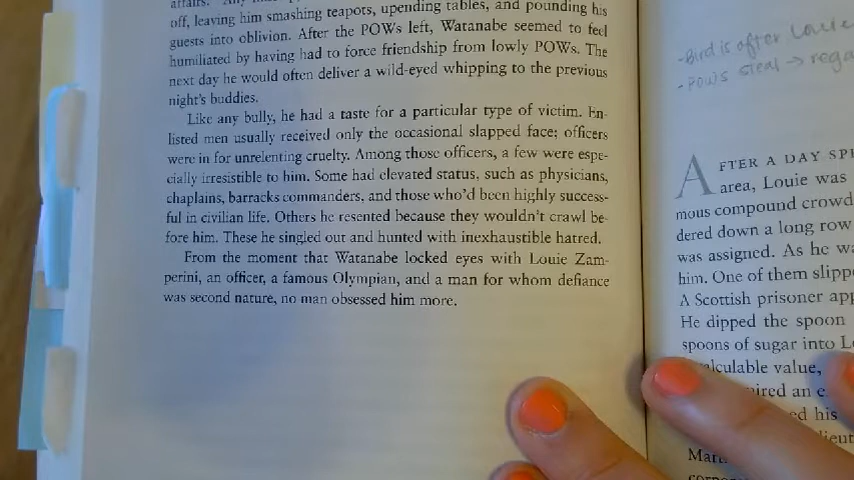 off, leaving him smashing teapots, upending tables, and pounding his
guests into oblivion. After the POWs left, Watanabe seemed to feel
humiliated by having had to force friendship from lowly POWs. The
next day he would often deliver a wild-eyed whipping to the previous
night's buddies.
Like any bully, he had a taste for a particular type of victim. En-
listed men usually received only the occasional slapped face; officers
were in for unrelenting cruelty. Among those officers, a few were espe-
cially irresistible to him. Some had elevated status, such as physicians,
chaplains, barracks commanders, and those who'd been highly success-
ful in civilian life. Others he resented because they wouldn't crawl be-
fore him. These he singled out and hunted with inexhaustible hatred.
From the moment that Watanabe locked eyes with Louie Zam-
perini, an officer, a famous Olympian, and a man for whom defiance
was second nature, no man obsessed him more.
-Bird is after Louie
-POWs steal →
AFTER A DAY
area, Louie was
mous compound crowd
dered down a long row
was assigned. As he wa
him. One of them slipp
A Scottish prisoner app
He dipped the spoon
spoons of sugar into L
calculable value,
ired an
ed his